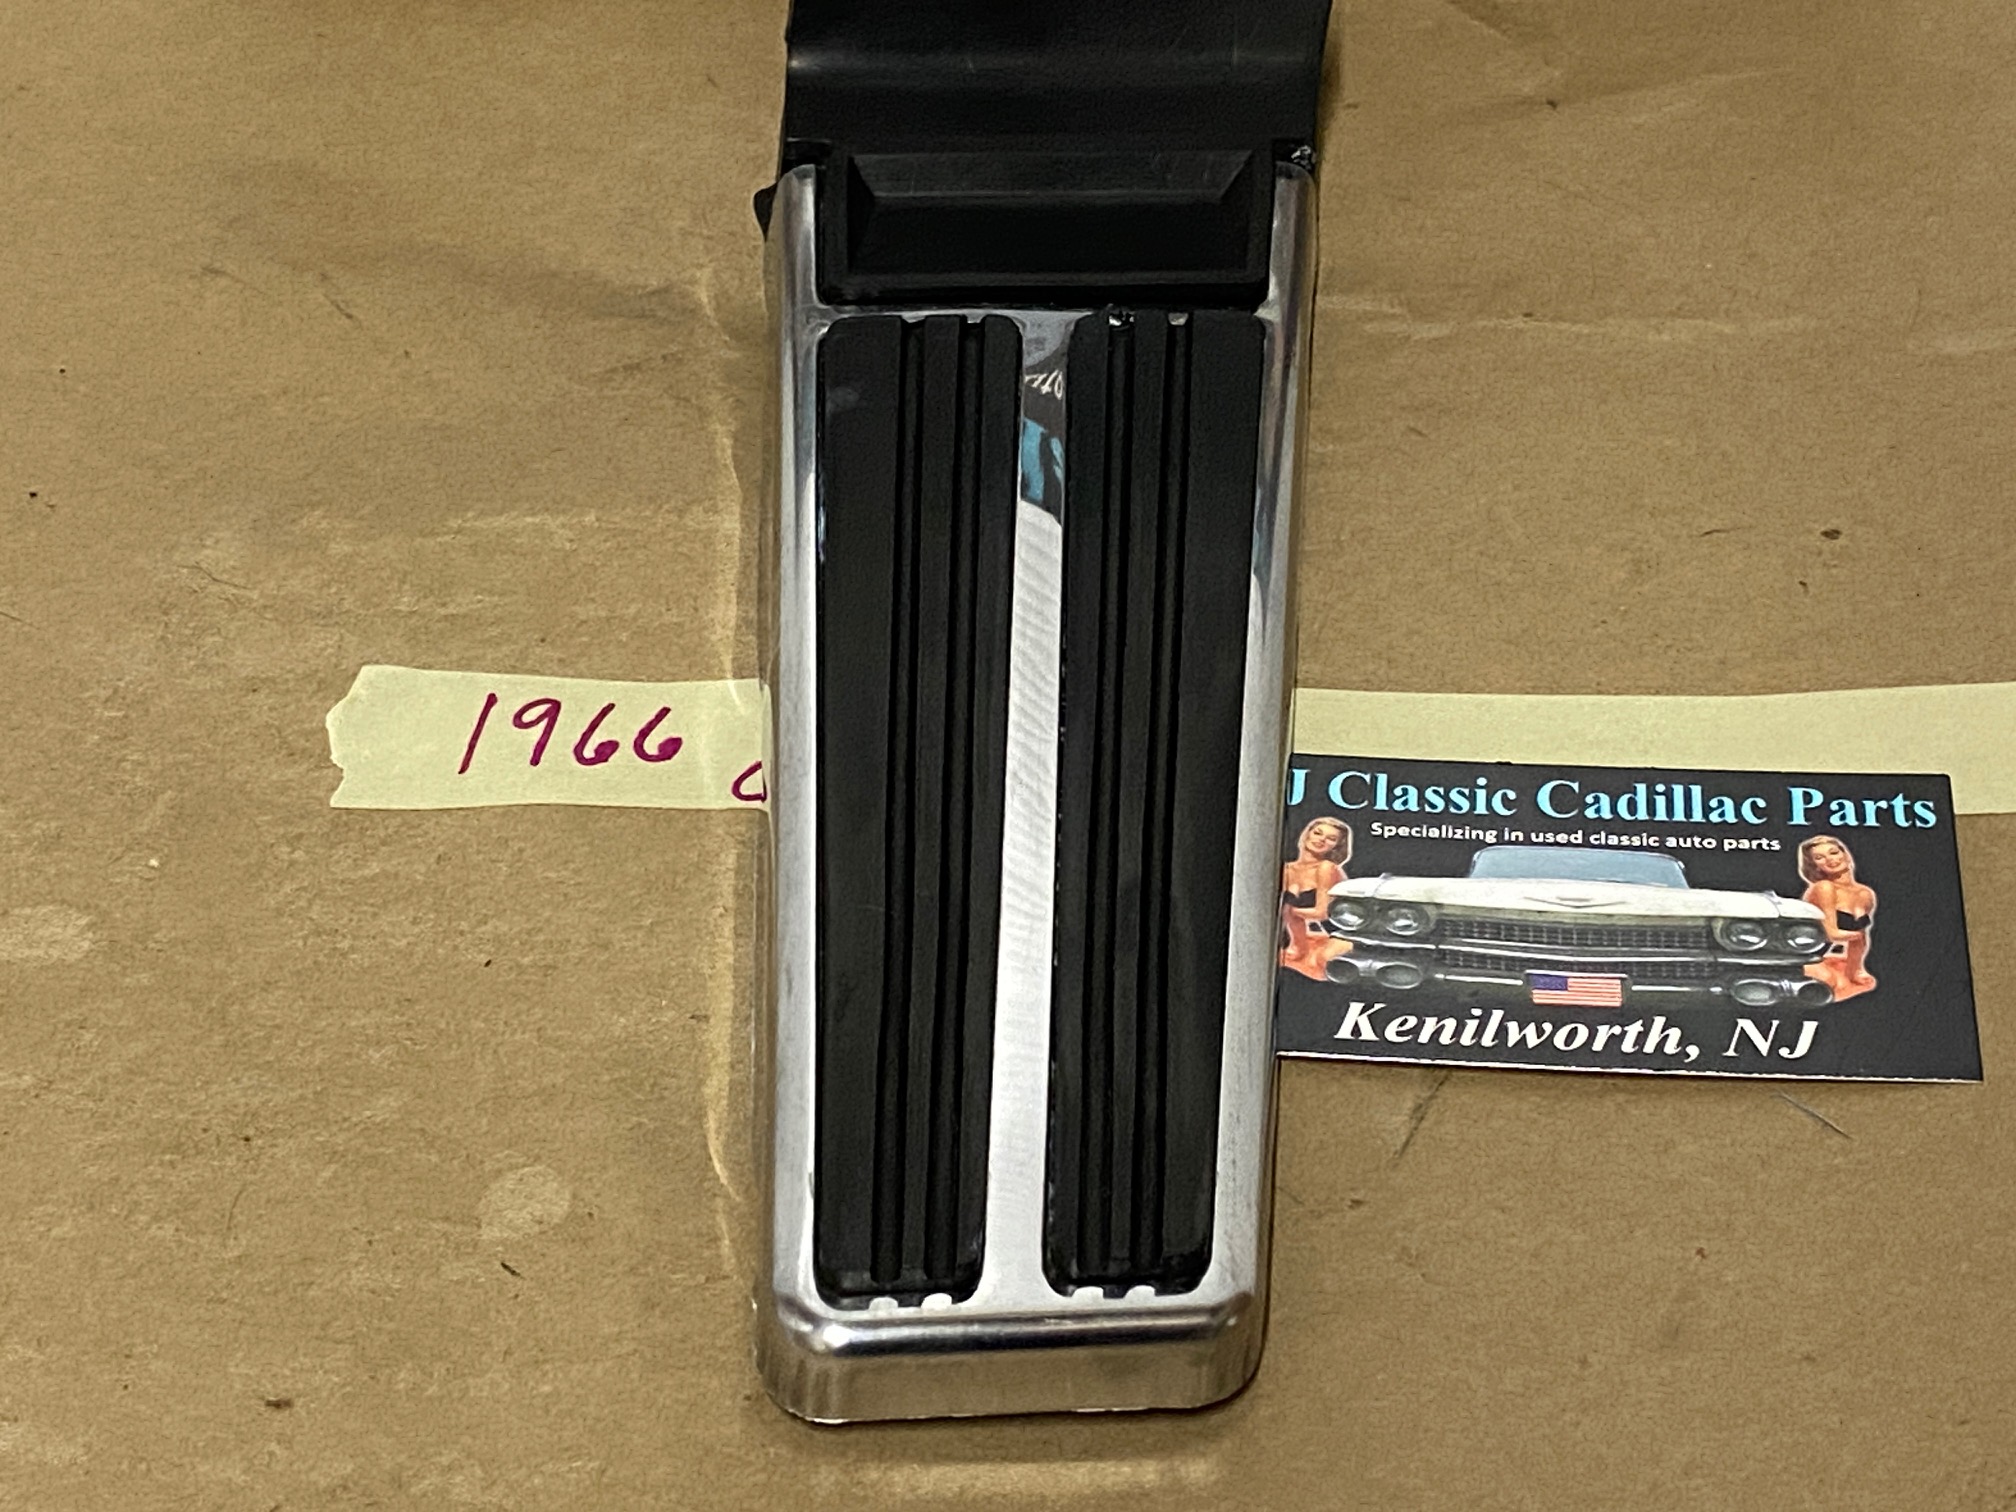 1966
J Classic Cadillac Parts
Specializing in used classic auto parts
Kenilworth, NJ